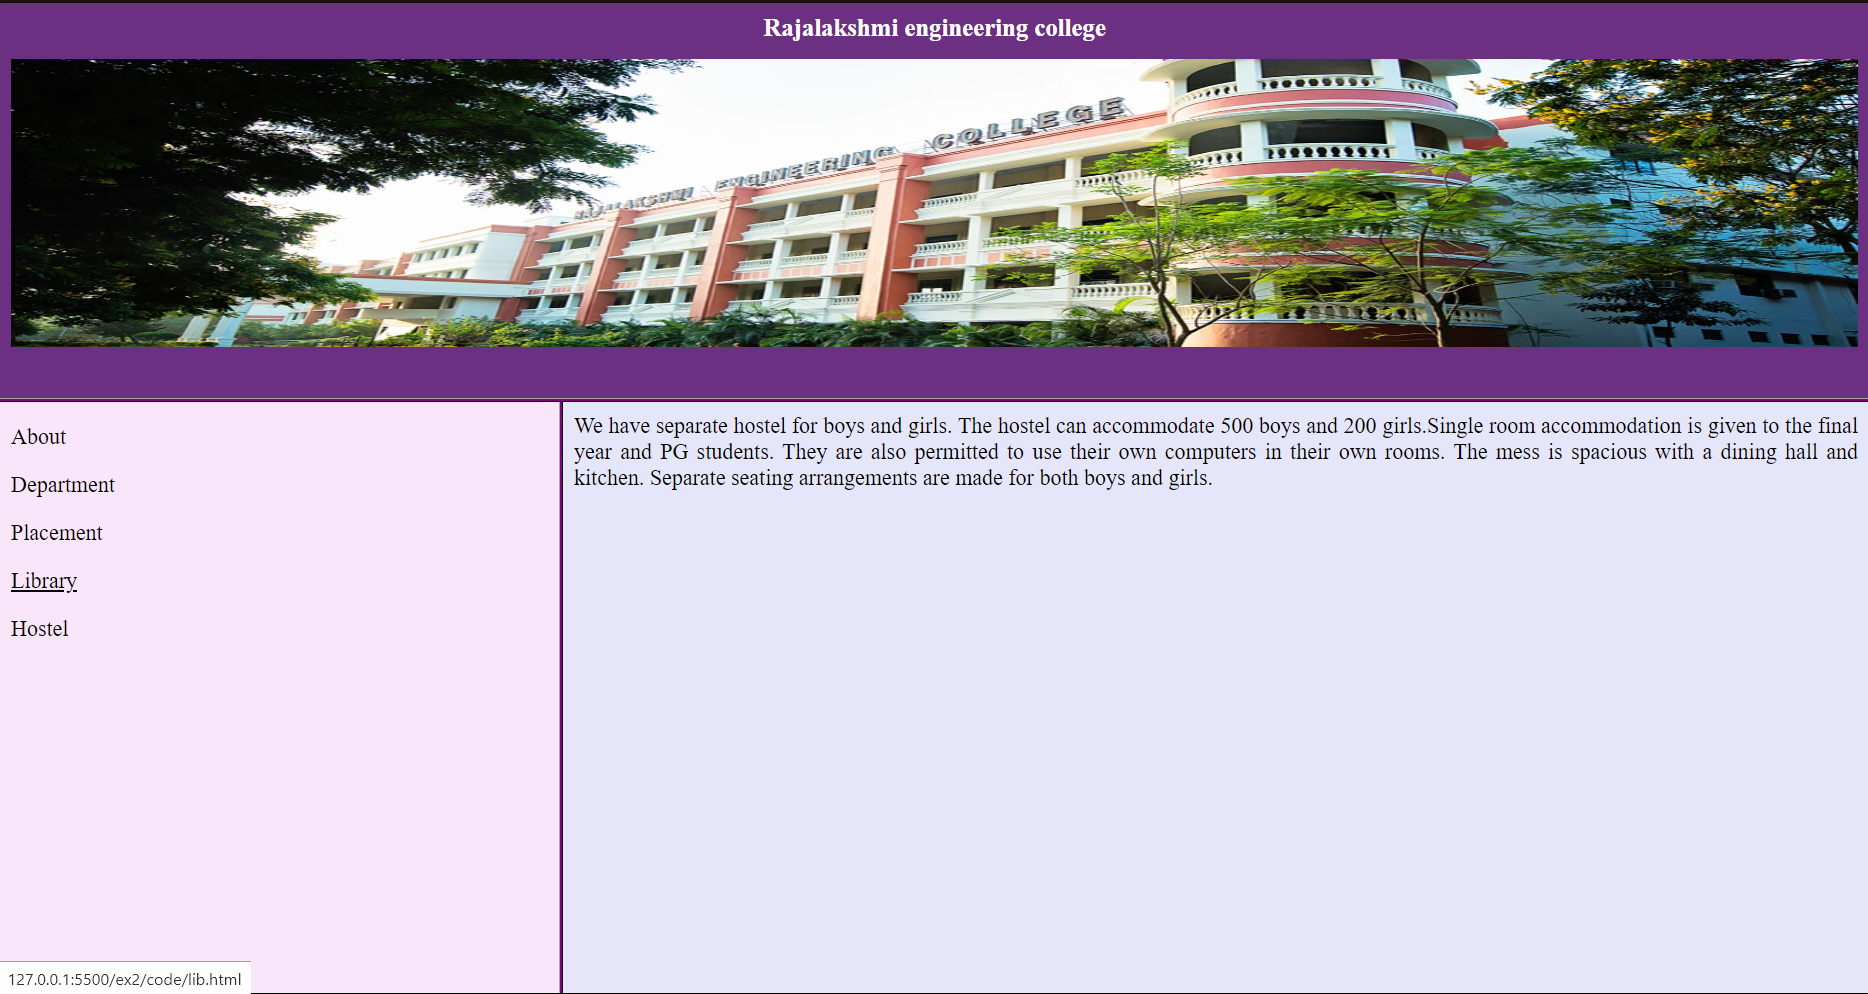 Rajalakshmi engineering college
RAJALAKSHMI ENGINEERING COLLEGE
About
Department
Placement
Library
Hostel
We have separate hostel for boys and girls. The hostel can accommodate 500 boys and 200 girls.Single room accommodation is given to the final
year and PG students. They are also permitted to use their own computers in their own rooms. The mess is spacious with a dining hall and
kitchen. Separate seating arrangements are made for both boys and girls.
127.0.0.1:5500/ex2/code/lib.html